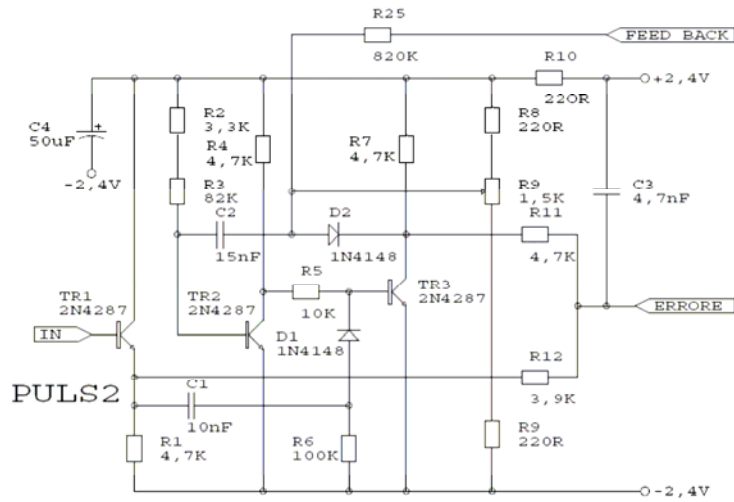 R25
820K
FEED BACK
R10
220R
+2,4V
C4
50uF
-2,4V
R2
3,3K
R4
4,7K
R7
4,7K
R8
220R
R3
82K
R9
1,5K
C3
4,7nF
C2
15nF
D2
1N4148
R11
4,7K
TR1
2N4287
TR2
2N4287
R5
10K
TR3
2N4287
D1
1N4148
IN
ERRORE
PULS2
C1
10nF
R12
3,9K
R1
4,7K
R6
100K
R9
220R
-2,4V